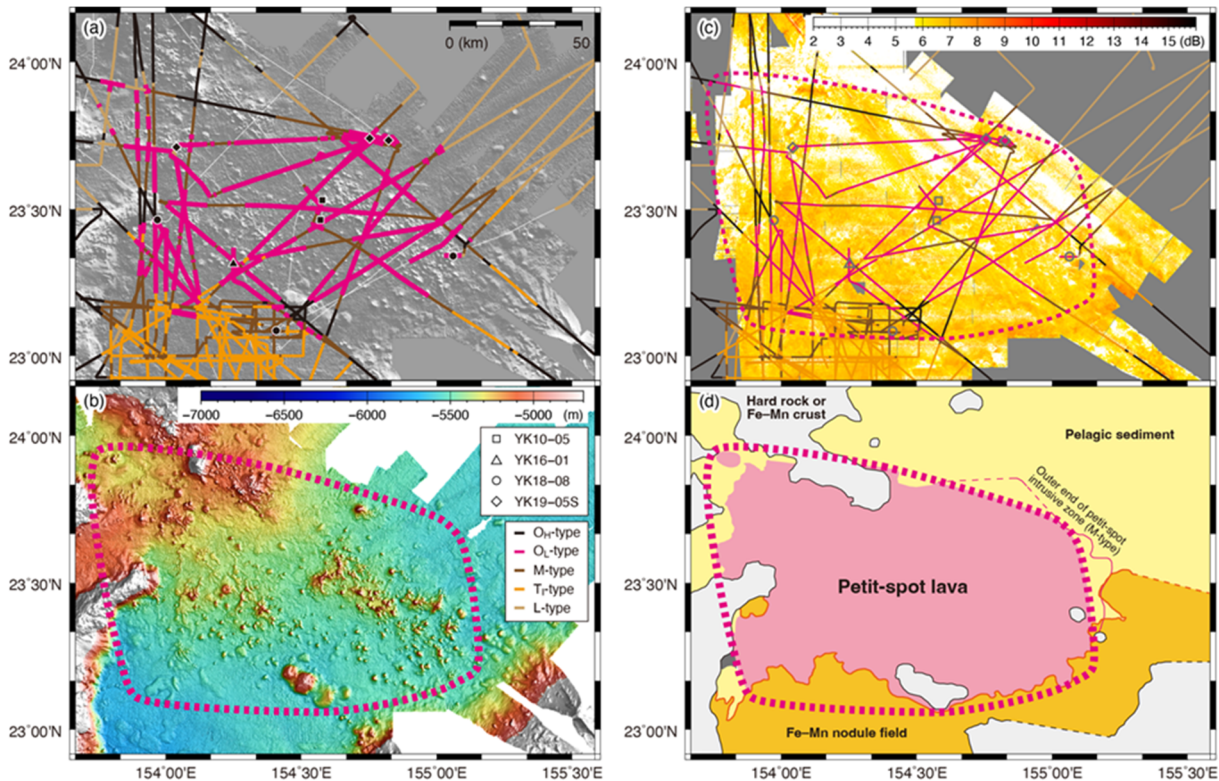 (a)
0 (km) 50
24°00'N
23°30'N
23°00'N
(c)
2 3 4 5 6 7 8 9 10 11 12 13 14 15 (dB)
24°00'N
23°30'N
23°00'N
(b)
−7000 −6500 −6000 −5500 −5000 (m)
YK10−05
YK16−01
YK18−08
YK19−05S
OH-type
OL-type
M-type
TI-type
L-type
24°00'N
23°30'N
23°00'N
154°00'E 154°30'E 155°00'E 155°30'E
(d)
Hard rock or
Fe–Mn crust
Pelagic sediment
Outer end of petit-spot
intrusive zone (M-type)
Petit-spot lava
Fe–Mn nodule field
24°00'N
23°30'N
23°00'N
154°00'E 154°30'E 155°00'E 155°30'E